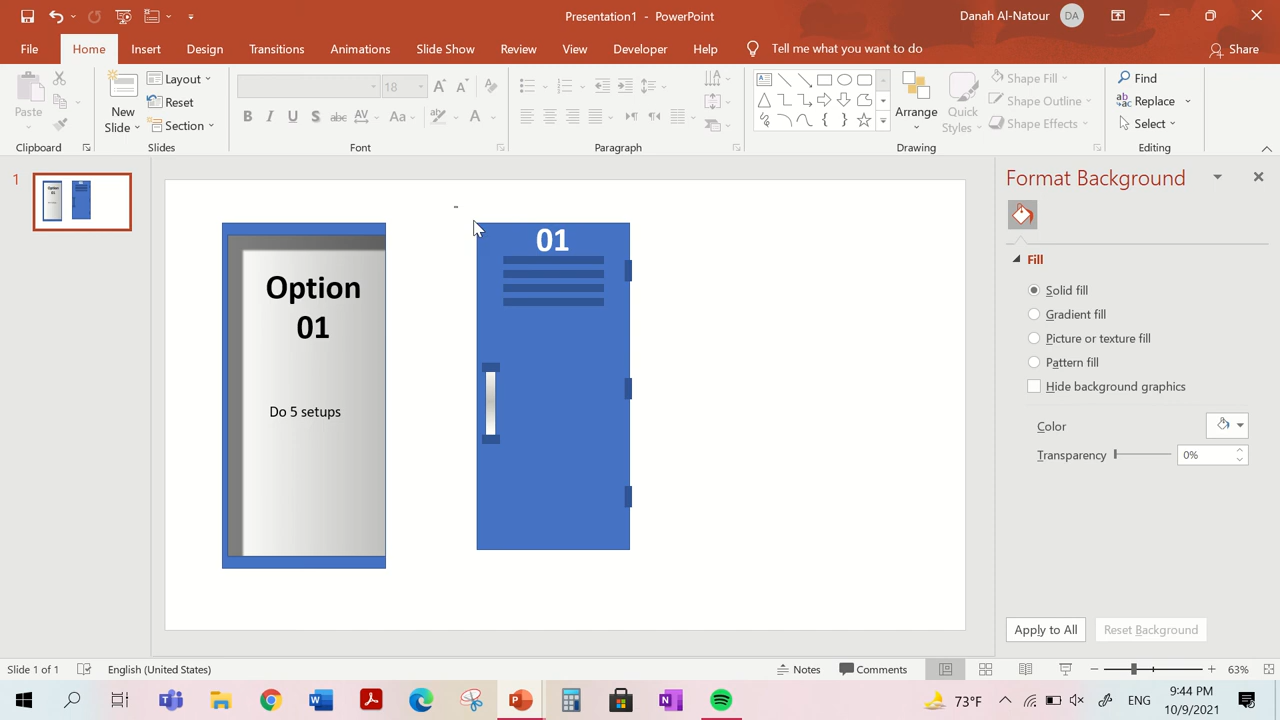 Presentation1 - PowerPoint
Danah Al-Natour DA
File Home Insert Design Transitions Animations Slide Show Review View Developer Help Tell me what you want to do Share
Paste
Clipboard
New Slide
Layout
Reset
Section
Slides
18
B I U S abc AV Aa A
Font
Paragraph
Arrange
Quick Styles
Shape Fill
Shape Outline
Shape Effects
Drawing
Find
Replace
Select
Editing
1
Option
01
Do 5 setups
01
Format Background
Fill
Solid fill
Gradient fill
Picture or texture fill
Pattern fill
Hide background graphics
Color
Transparency 0%
Apply to All Reset Background
Slide 1 of 1 English (United States) Notes Comments 63%
73°F ENG 9:44 PM
10/9/2021